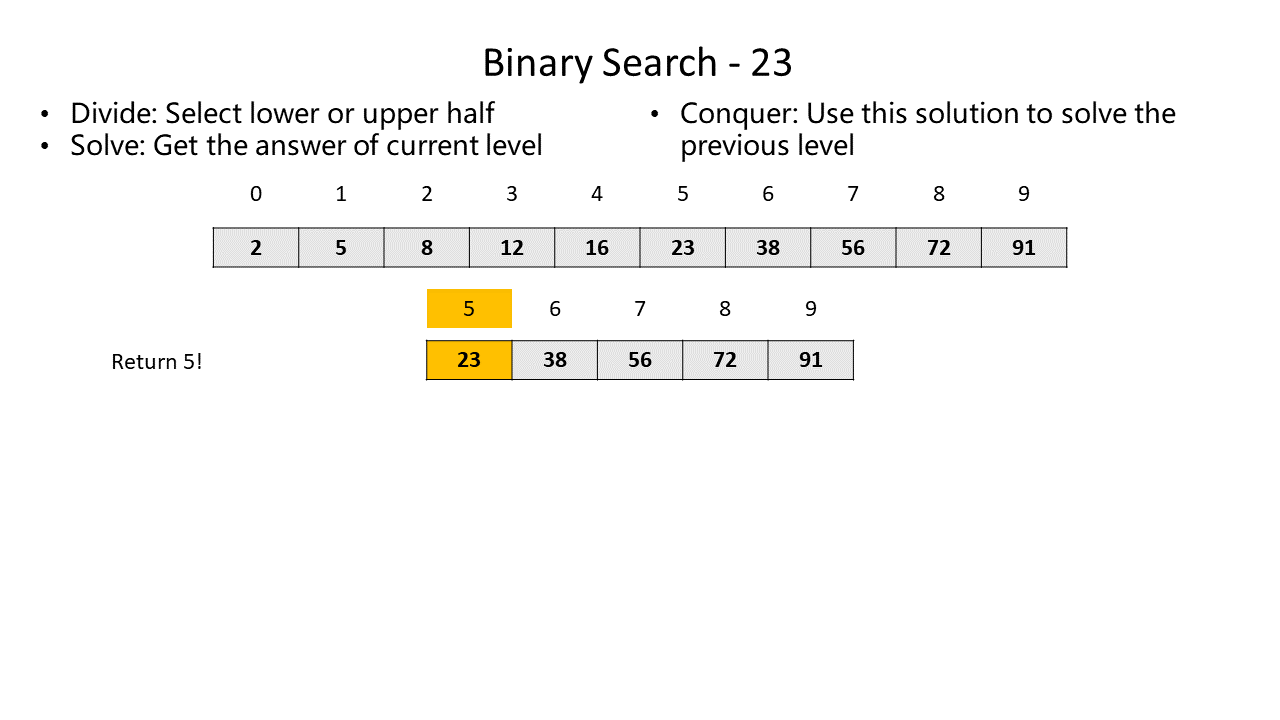 Binary Search - 23
• Divide: Select lower or upper half
• Solve: Get the answer of current level
• Conquer: Use this solution to solve the
previous level
0 1 2 3 4 5 6 7 8 9
2 5 8 12 16 23 38 56 72 91
5 6 7 8 9
Return 5!
23 38 56 72 91